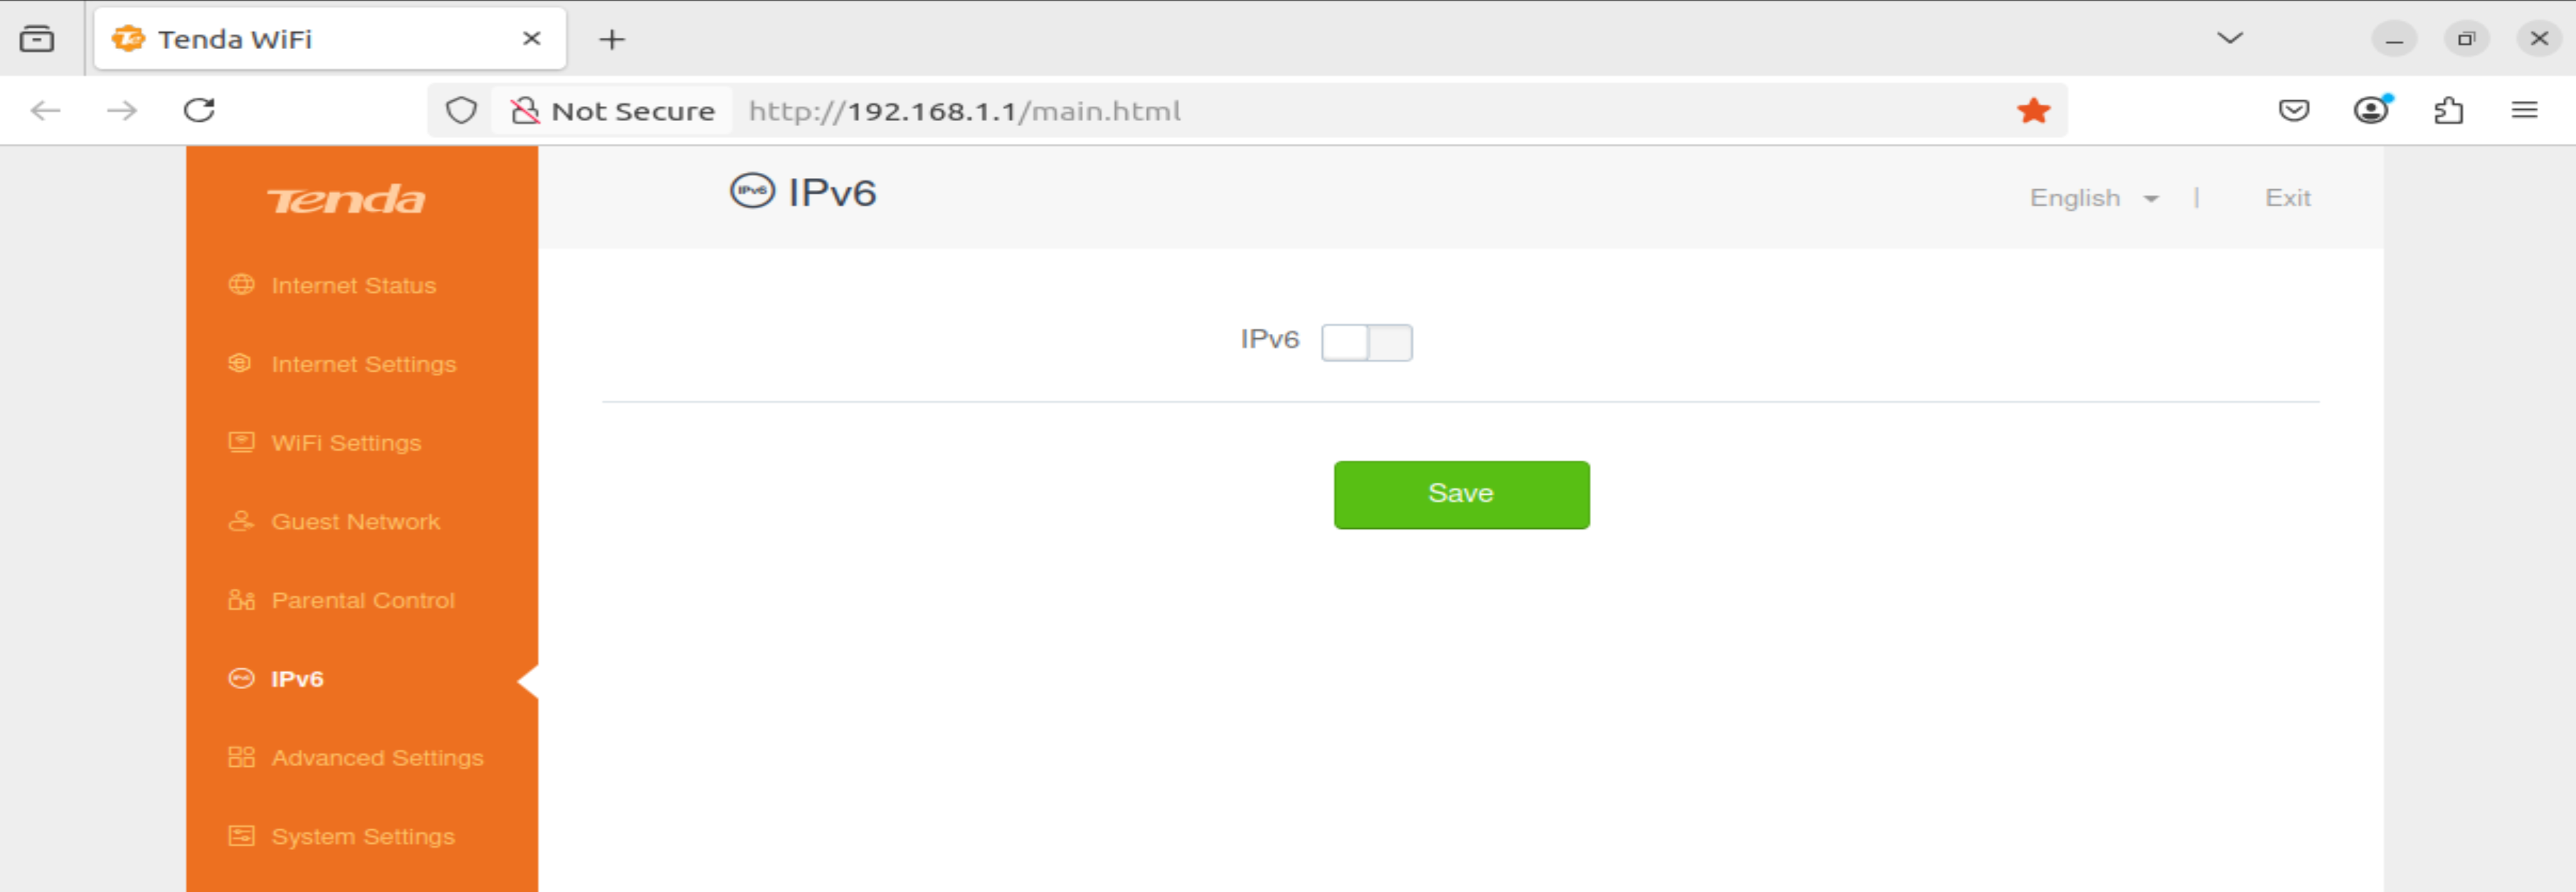 Tenda WiFi
Not Secure http://192.168.1.1/main.html
Tenda
IPv6 IPv6
English | Exit
Internet Status
Internet Settings
WiFi Settings
Guest Network
Parental Control
IPv6
Advanced Settings
System Settings
IPv6
Save